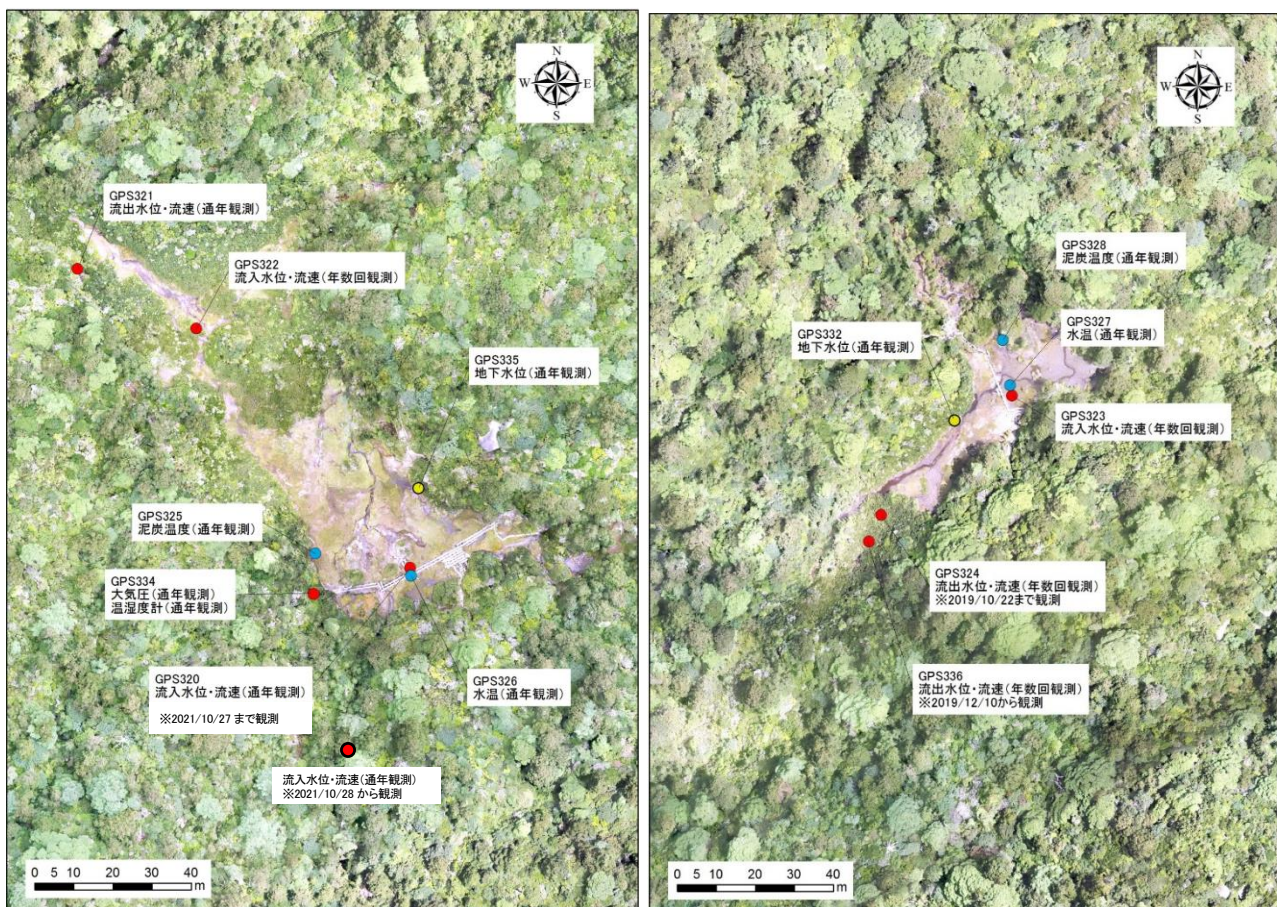 N
W E
S
GPS321
流出水位・流速(通年観測)
GPS322
流入水位・流速(年数回観測)
GPS335
地下水位(通年観測)
GPS325
泥炭温度(通年観測)
GPS334
大気圧(通年観測)
温湿度計(通年観測)
GPS320
流入水位・流速(通年観測)
※2021/10/27 まで観測
GPS326
水温(通年観測)
流入水位・流速(通年観測)
※2021/10/28 から観測
0 5 10 20 30 40
m
N
W E
S
GPS328
泥炭温度(通年観測)
GPS327
水温(通年観測)
GPS332
地下水位(通年観測)
GPS323
流入水位・流速(年数回観測)
GPS324
流出水位・流速(年数回観測)
※2019/10/22まで観測
GPS336
流出水位・流速(年数回観測)
※2019/12/10から観測
0 5 10 20 30 40
m